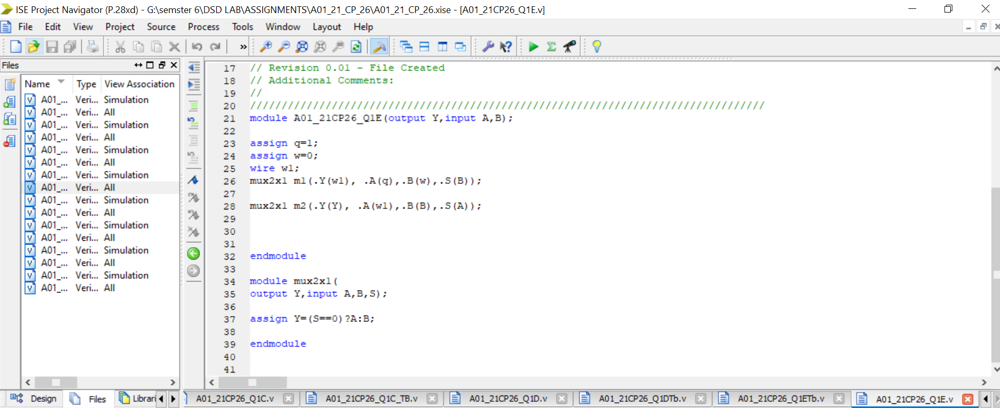 ISE Project Navigator (P.28xd) - G:\semster 6\DSD LAB\ASSIGNMENTS\A01_21_CP_26\A01_21_CP_26.xise - [A01_21CP26_Q1E.v]
File Edit View Project Source Process Tools Window Layout Help
Files
Name Type View Association
A01_... Veri... Simulation
A01_... Veri... All
A01_... Veri... Simulation
A01_... Veri... All
A01_... Veri... Simulation
A01_... Veri... All
A01_... Veri... Simulation
A01_... Veri... All
A01_... Veri... Simulation
A01_... Veri... All
A01_... Veri... Simulation
A01_... Veri... All
A01_... Veri... Simulation
A01_... Veri... All
A01_... Veri... Simulation
A01_... Veri... All
17 // Revision 0.01 - File Created
18 // Additional Comments:
19 //
20 //////////////////////////////////////////////////////////////////////////////////
21 module A01_21CP26_Q1E(output Y,input A,B);
22
23 assign q=1;
24 assign w=0;
25 wire w1;
26 mux2x1 m1(.Y(w1), .A(q),.B(w),.S(B));
27
28 mux2x1 m2(.Y(Y), .A(w1),.B(B),.S(A));
29
30
31
32 endmodule
33
34 module mux2x1(
35 output Y,input A,B,S);
36
37 assign Y=(S==0)?A:B;
38
39 endmodule
40
41
Design Files Librari
A01_21CP26_Q1C.v A01_21CP26_Q1C_TB.v A01_21CP26_Q1D.v A01_21CP26_Q1DTb.v A01_21CP26_Q1ETb.v A01_21CP26_Q1E.v